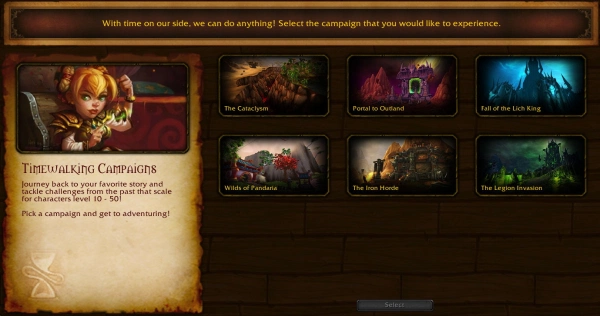 With time on our side, we can do anything! Select the campaign that you would like to experience.
Timewalking Campaigns
Journey back to your favorite story and
tackle challenges from the past that scale
for characters level 10 - 50!
Pick a campaign and get to adventuring!
The Cataclysm
Portal to Outland
Fall of the Lich King
Wilds of Pandaria
The Iron Horde
The Legion Invasion
Select